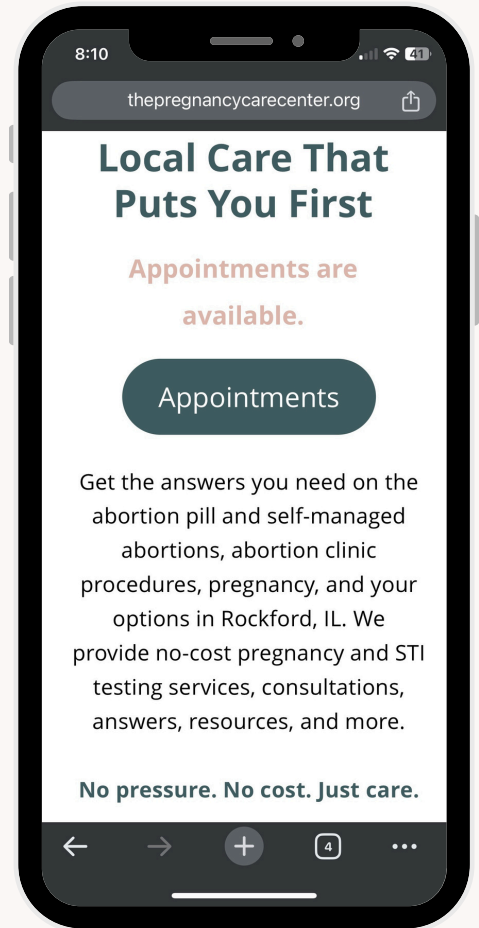 8:10
41
thepregnancycarecenter.org
Local Care That
Puts You First
Appointments are
available.
Appointments
Get the answers you need on the
abortion pill and self-managed
abortions, abortion clinic
procedures, pregnancy, and your
options in Rockford, IL. We
provide no-cost pregnancy and STI
testing services, consultations,
answers, resources, and more.
No pressure. No cost. Just care.
4